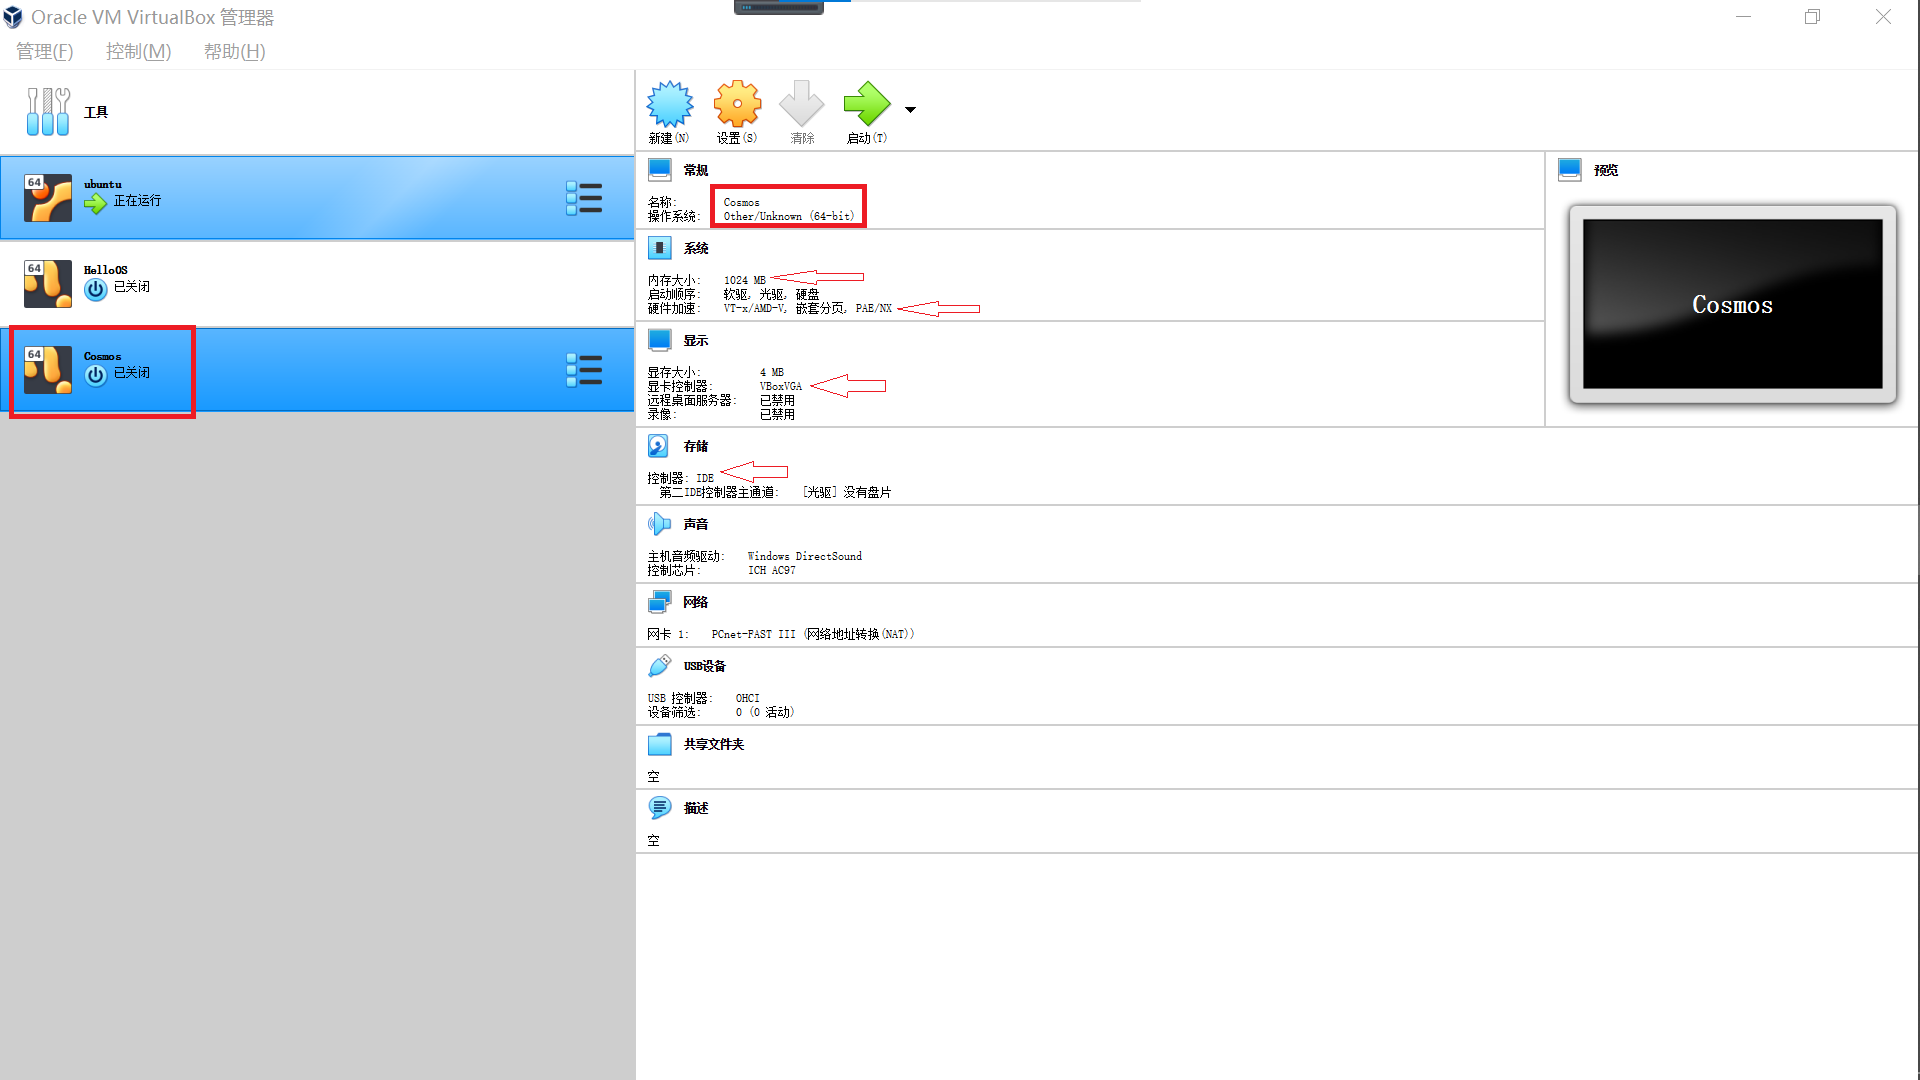 Oracle VM VirtualBox 管理器
管理(F) 控制(M) 帮助(H)
工具
64 ubuntu
正在运行
64 HelloOS
已关闭
64 Cosmos
已关闭
新建(N) 设置(S) 清除 启动(T)
常规
名称: Cosmos
操作系统: Other/Unknown (64-bit)
系统
内存大小: 1024 MB
启动顺序: 软驱, 光驱, 硬盘
硬件加速: VT-x/AMD-V, 嵌套分页, PAE/NX
显示
显存大小: 4 MB
显卡控制器: VBoxVGA
远程桌面服务器: 已禁用
录像: 已禁用
预览
Cosmos
存储
控制器: IDE
第二IDE控制器主通道: [光驱] 没有盘片
声音
主机音频驱动: Windows DirectSound
控制芯片: ICH AC97
网络
网卡 1: PCnet-FAST III (网络地址转换(NAT))
USB设备
USB 控制器: OHCI
设备筛选: 0 (0 活动)
共享文件夹
空
描述
空